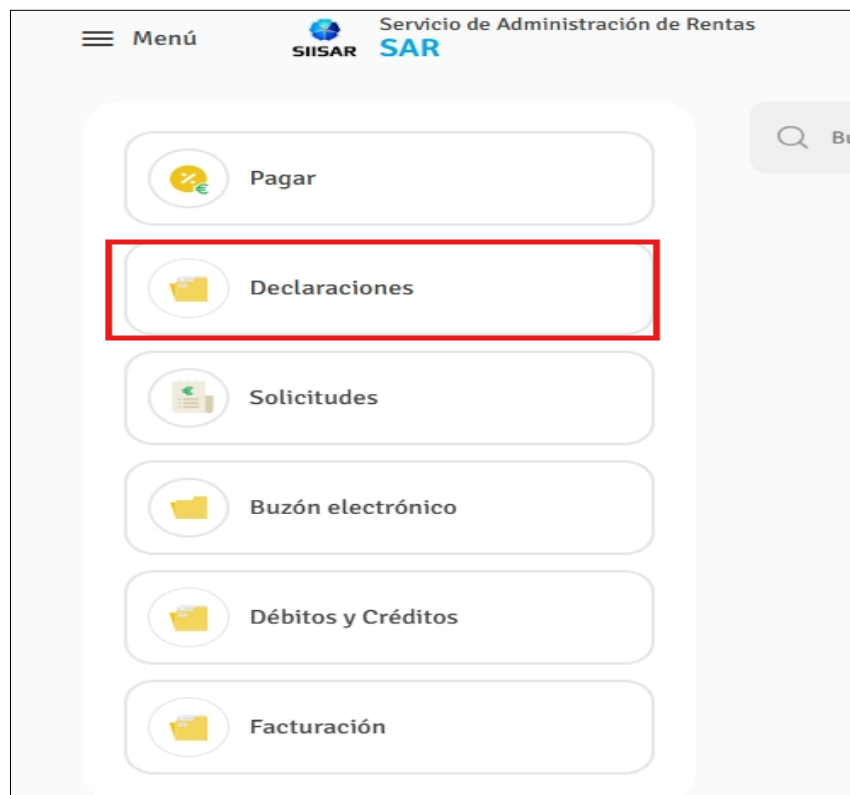 Menú
SIISAR
Servicio de Administración de Rentas
SAR
Pagar
Declaraciones
Solicitudes
Buzón electrónico
Débitos y Créditos
Facturación